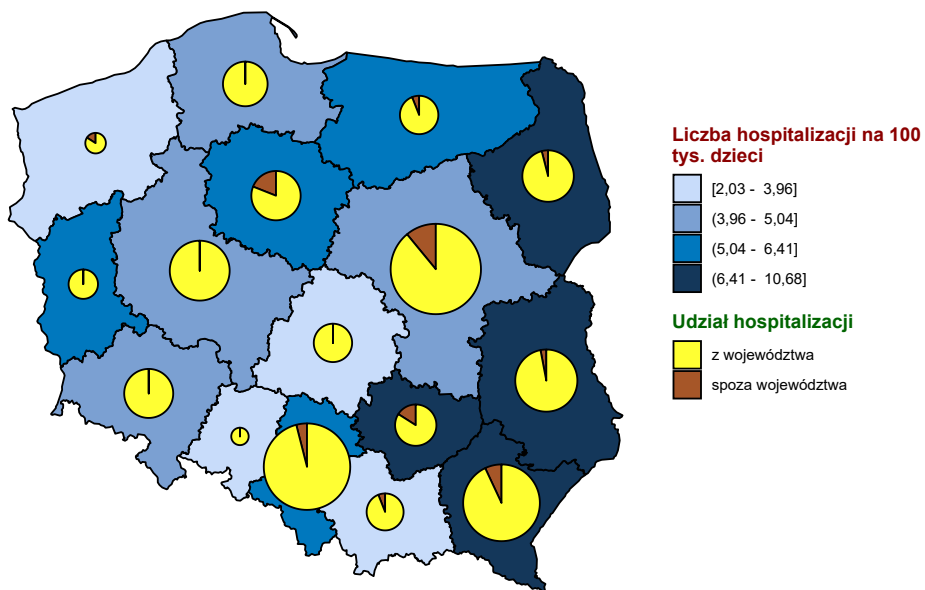 Liczba hospitalizacji na 100
tys. dzieci
[2,03 - 3,96]
(3,96 - 5,04]
(5,04 - 6,41]
(6,41 - 10,68]
Udział hospitalizacji
z województwa
spoza województwa